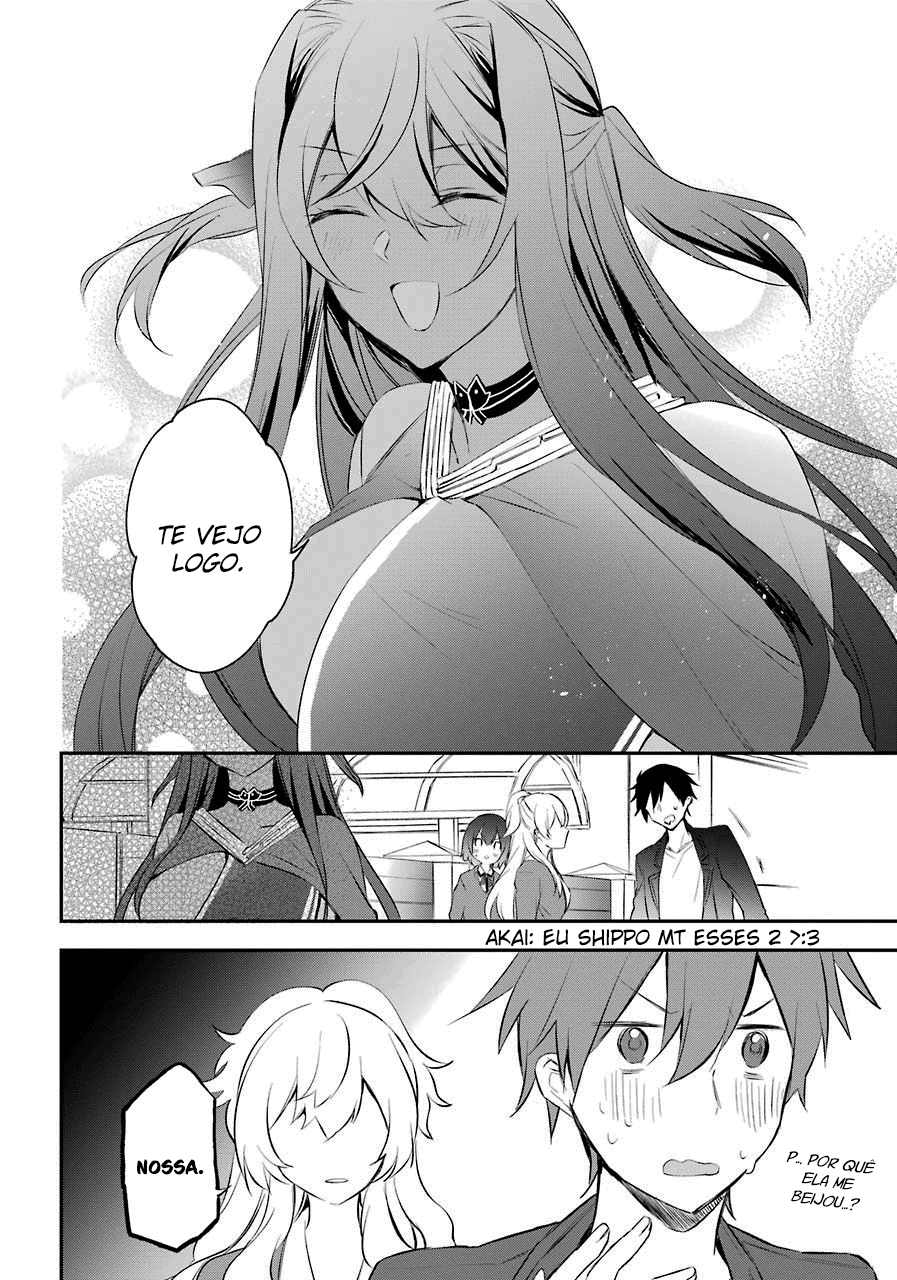 TE VEJO
LOGO.
AKAI: EU SHIPPO MT ESSES 2 >:3
NOSSA.
P... POR QUÊ
ELA ME
BEIJOU...?